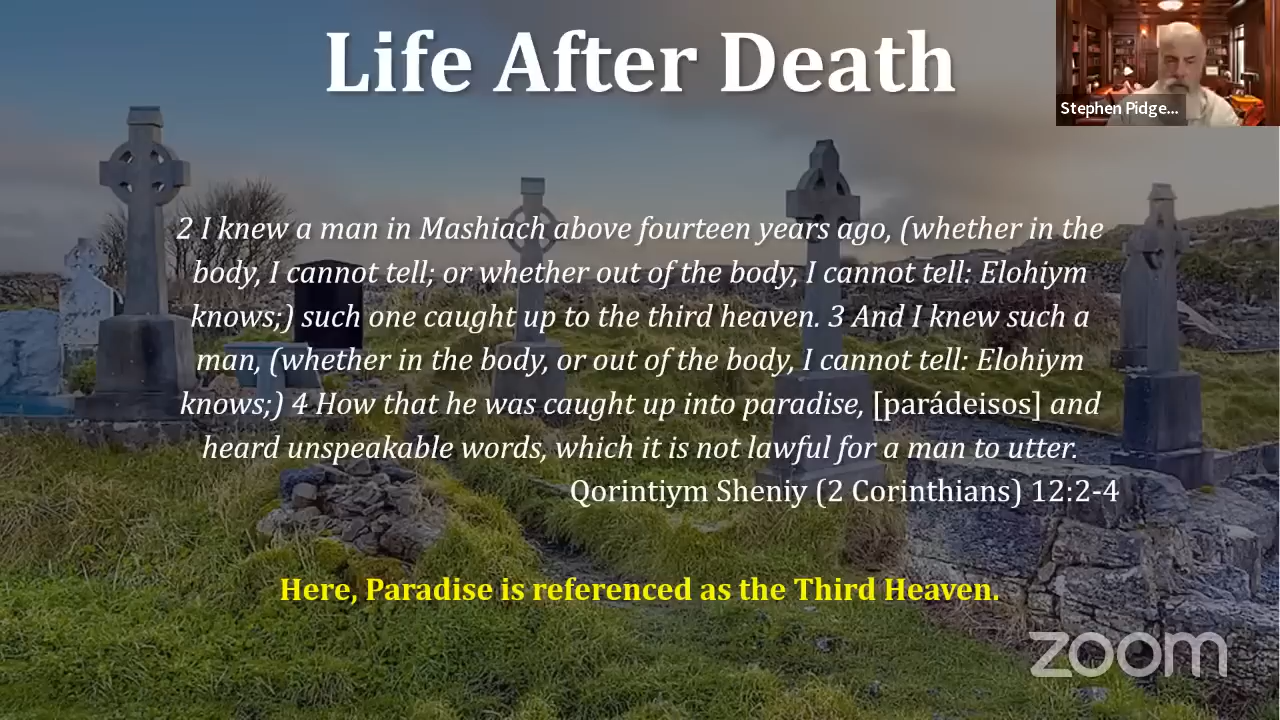 Life After Death
Stephen Pidge...
2 I knew a man in Mashiach above fourteen years ago, (whether in the
body, I cannot tell; or whether out of the body, I cannot tell: Elohiym
knows;) such one caught up to the third heaven. 3 And I knew such a
man, (whether in the body, or out of the body, I cannot tell: Elohiym
knows;) 4 How that he was caught up into paradise, [parádeisos] and
heard unspeakable words, which it is not lawful for a man to utter.
Qorintiym Sheniy (2 Corinthians) 12:2-4
Here, Paradise is referenced as the Third Heaven.
zoom